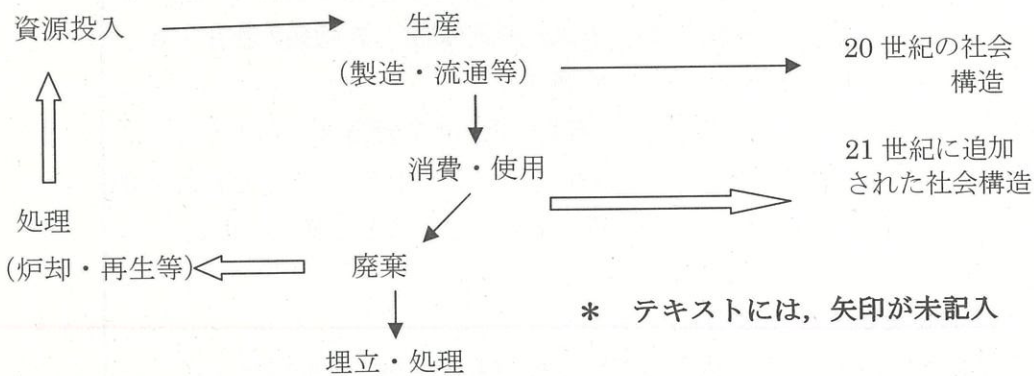 資源投入
生産
(製造・流通等)
20 世紀の社会
構造
消費・使用
21 世紀に追加
された社会構造
処理
(炉却・再生等)
廃棄
＊ テキストには，矢印が未記入
埋立・処理